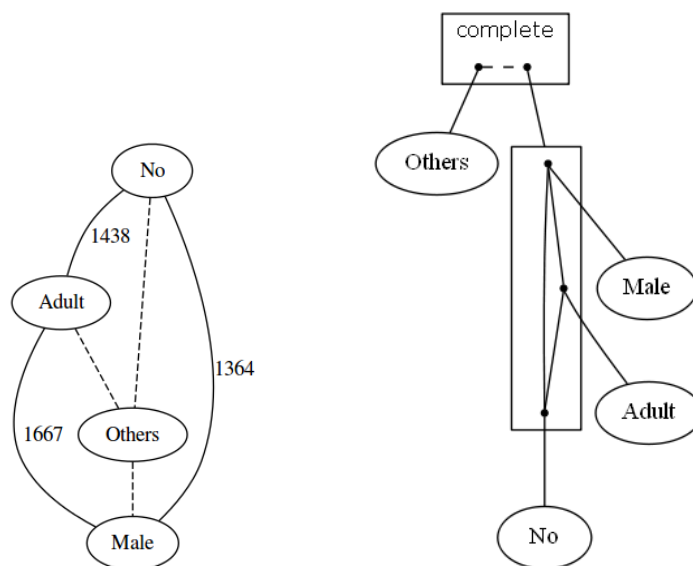 No
1438
Adult
1364
1667
Others
Male
complete
Others
Male
Adult
No